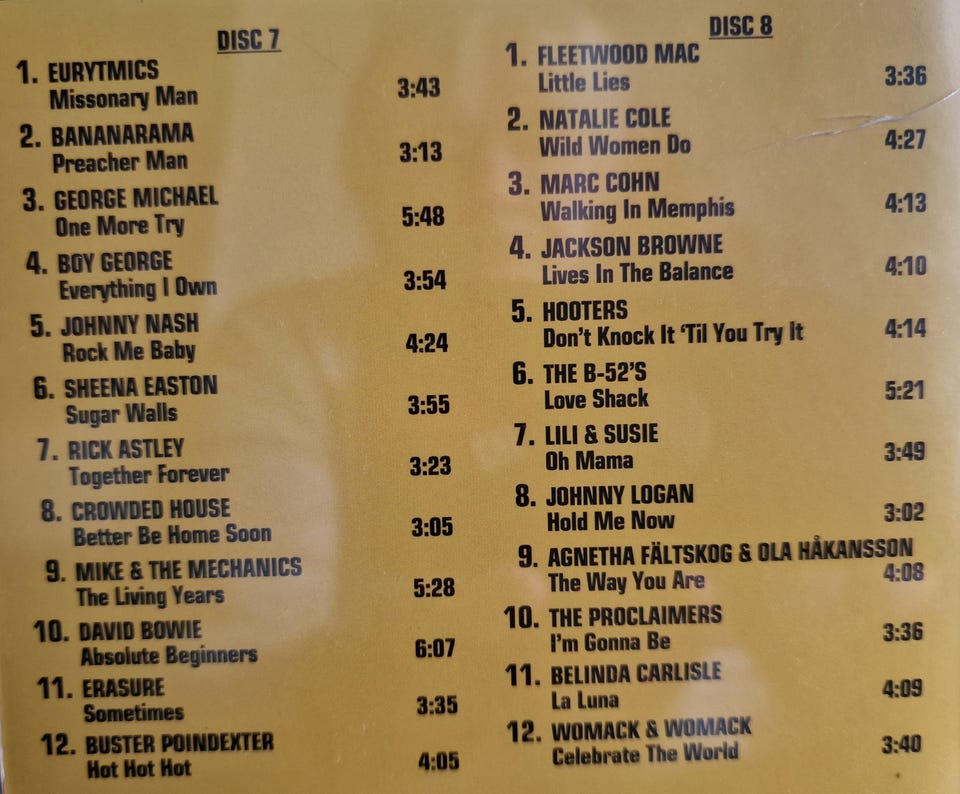 DISC 7
1. EURYTMICS
Missonary Man 3:43
2. BANANARAMA
Preacher Man 3:13
3. GEORGE MICHAEL
One More Try 5:48
4. BOY GEORGE
Everything I Own 3:54
5. JOHNNY NASH
Rock Me Baby 4:24
6. SHEENA EASTON
Sugar Walls 3:55
7. RICK ASTLEY
Together Forever 3:23
8. CROWDED HOUSE
Better Be Home Soon 3:05
9. MIKE & THE MECHANICS
The Living Years 5:28
10. DAVID BOWIE
Absolute Beginners 6:07
11. ERASURE
Sometimes 3:35
12. BUSTER POINDEXTER
Hot Hot Hot 4:05
DISC 8
1. FLEETWOOD MAC
Little Lies 3:36
2. NATALIE COLE
Wild Women Do 4:27
3. MARC COHN
Walking In Memphis 4:13
4. JACKSON BROWNE
Lives In The Balance 4:10
5. HOOTERS
Don't Knock It 'Til You Try It 4:14
6. THE B-52'S
Love Shack 5:21
7. LILI & SUSIE
Oh Mama 3:49
8. JOHNNY LOGAN
Hold Me Now 3:02
9. AGNETHA FÄLTSKOG & OLA HÅKANSSON
The Way You Are 4:08
10. THE PROCLAIMERS
I'm Gonna Be 3:36
11. BELINDA CARLISLE
La Luna 4:09
12. WOMACK & WOMACK
Celebrate The World 3:40